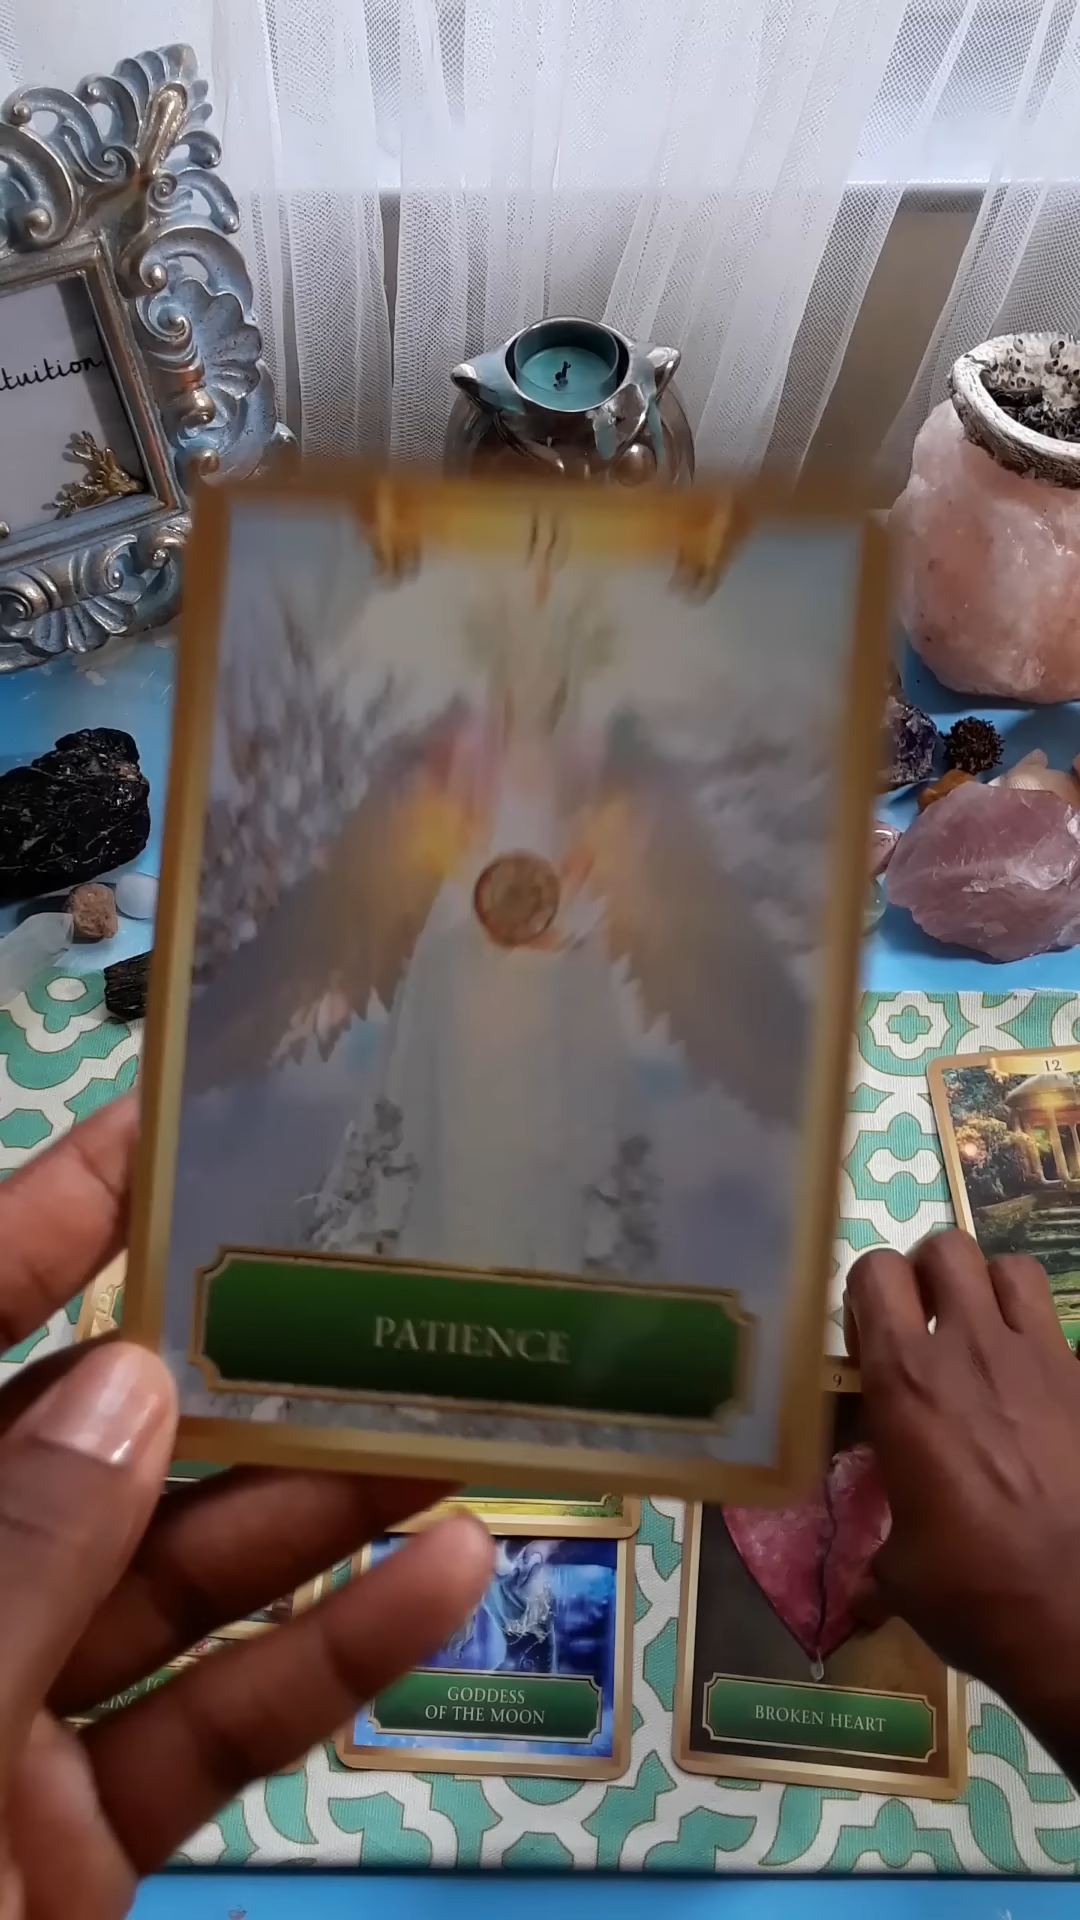 tuition
12
PATIENCE
9
GODDESS
OF THE MOON
BROKEN HEART